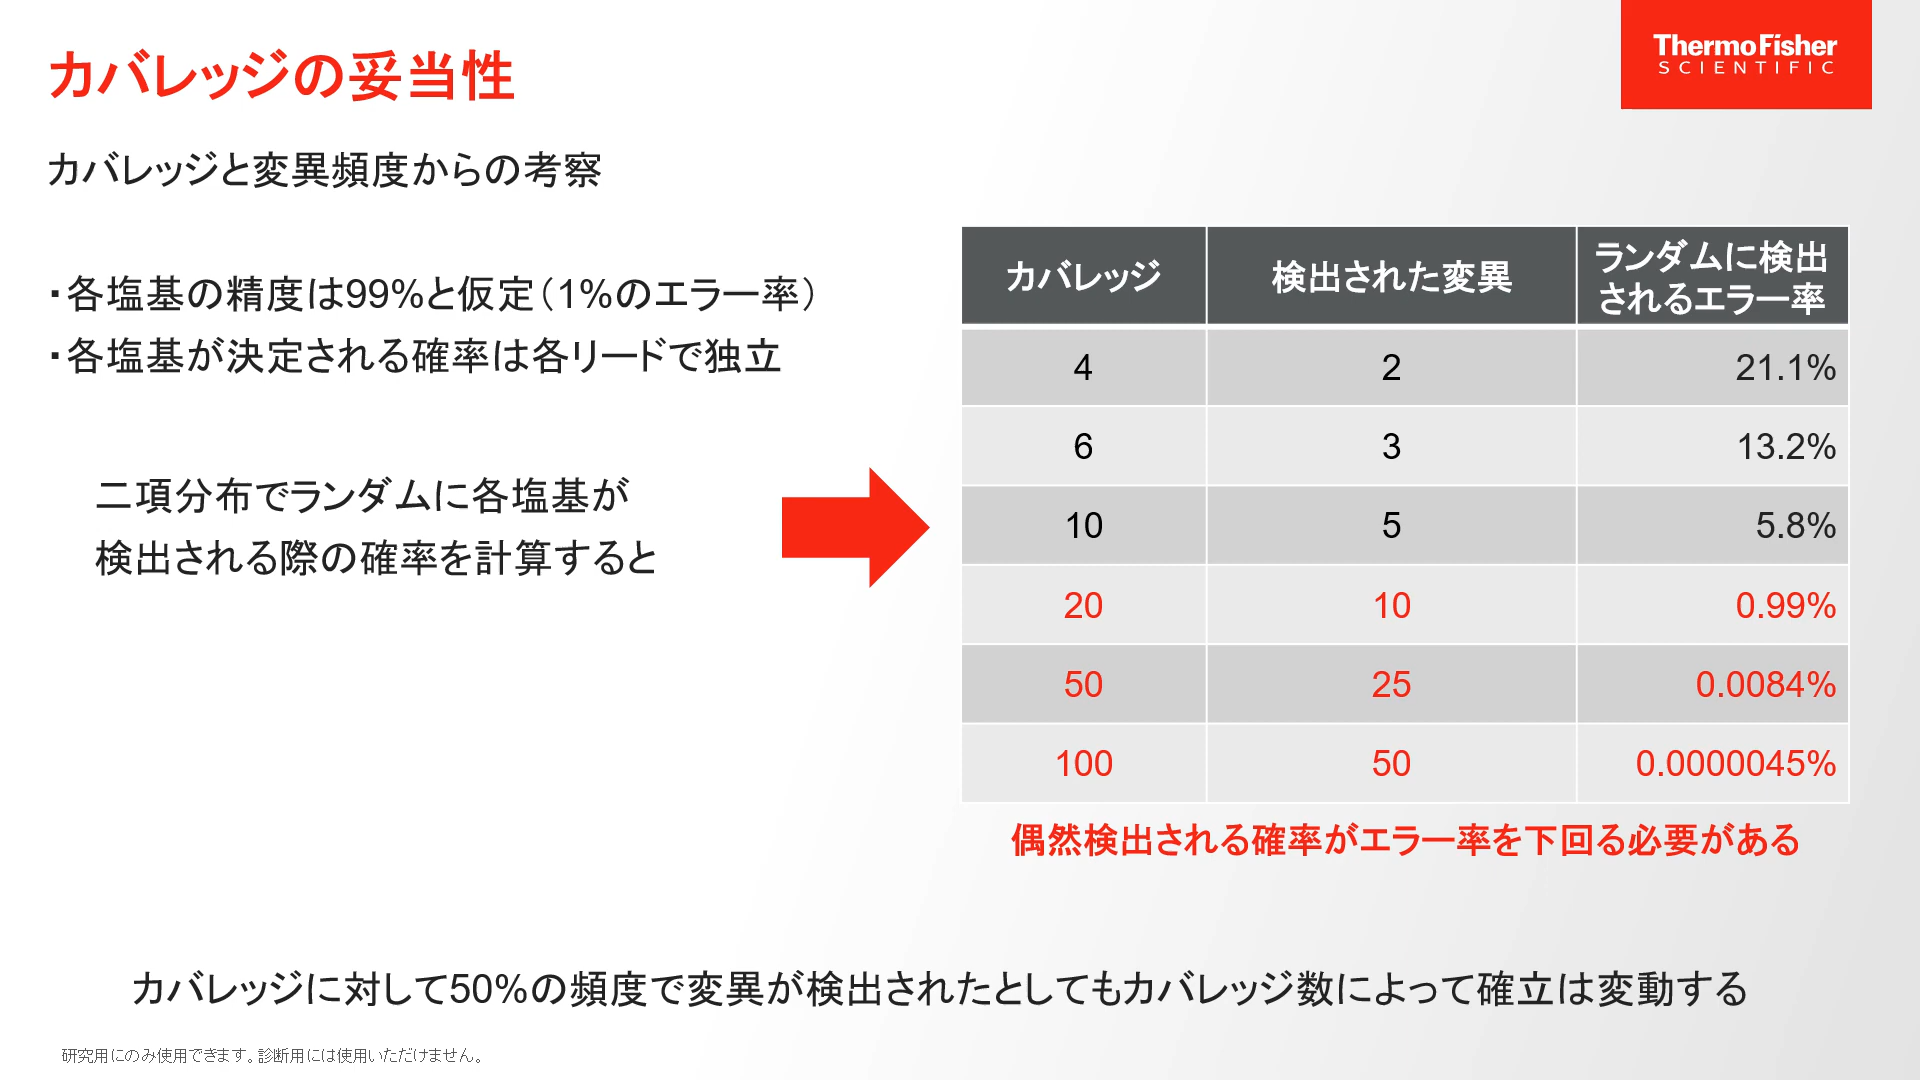 カバレッジの妥当性
ThermoFisher
SCIENTIFIC
カバレッジと変異頻度からの考察
・各塩基の精度は99%と仮定（1%のエラー率）
・各塩基が決定される確率は各リードで独立
二項分布でランダムに各塩基が
検出される際の確率を計算すると
カバレッジ 検出された変異 ランダムに検出
されるエラー率
4 2 21.1%
6 3 13.2%
10 5 5.8%
20 10 0.99%
50 25 0.0084%
100 50 0.0000045%
偶然検出される確率がエラー率を下回る必要がある
カバレッジに対して50%の頻度で変異が検出されたとしてもカバレッジ数によって確立は変動する
研究用にのみ使用できます。診断用には使用いただけません。